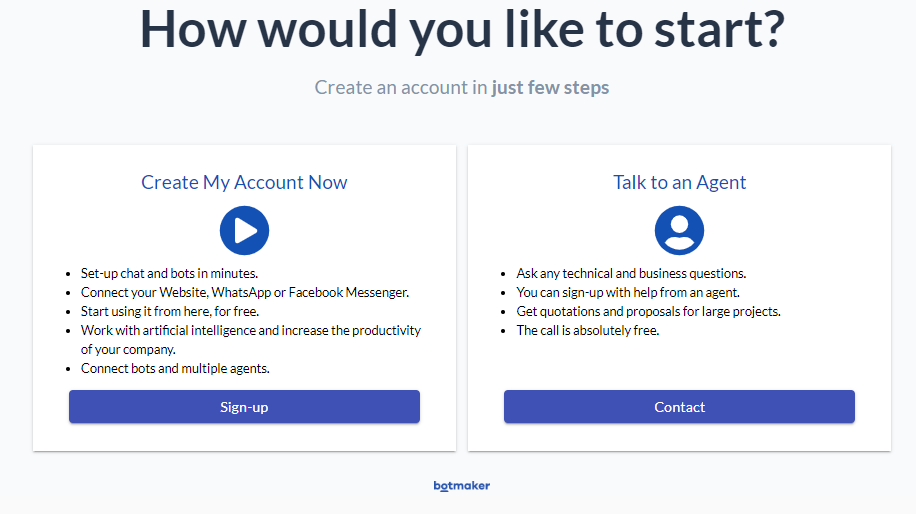 How would you like to start?
Create an account in just few steps
Create My Account Now
Set-up chat and bots in minutes.
Connect your Website, WhatsApp or Facebook Messenger.
Start using it from here, for free.
Work with artificial intelligence and increase the productivity
of your company.
Connect bots and multiple agents.
Sign-up
Talk to an Agent
Ask any technical and business questions.
You can sign-up with help from an agent.
Get quotations and proposals for large projects.
The call is absolutely free.
Contact
botmaker